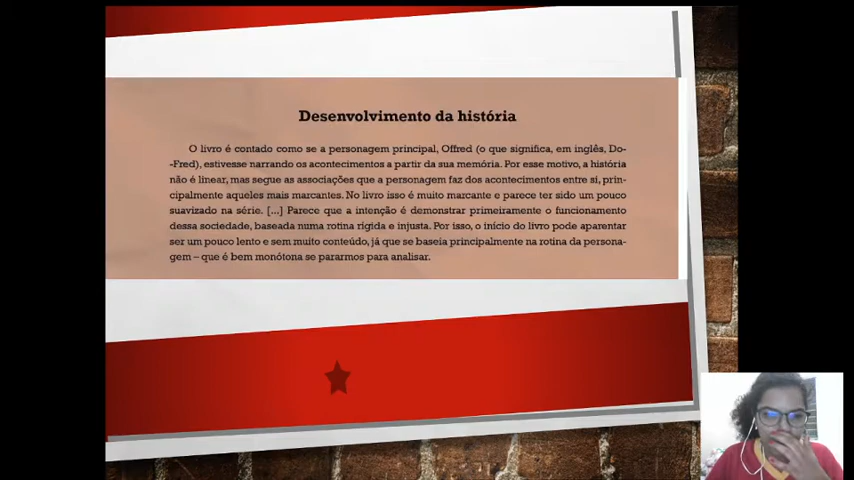 Desenvolvimento da história
O livro é contado como se a personagem principal, Offred (o que significa, em inglês, Do-
-Fred), estivesse narrando os acontecimentos a partir da sua memória. Por esse motivo, a história
não é linear, mas segue as associações que a personagem faz dos acontecimentos entre si, prin-
cipalmente aqueles mais marcantes. No livro isso é muito marcante e parece ter sido um pouco
suavizado na série. [...] Parece que a intenção é demonstrar primeiramente o funcionamento
dessa sociedade, baseada numa rotina rígida e injusta. Por isso, o início do livro pode aparentar
ser um pouco lento e sem muito conteúdo, já que se baseia principalmente na rotina da persona-
gem – que é bem monótona se pararmos para analisar.